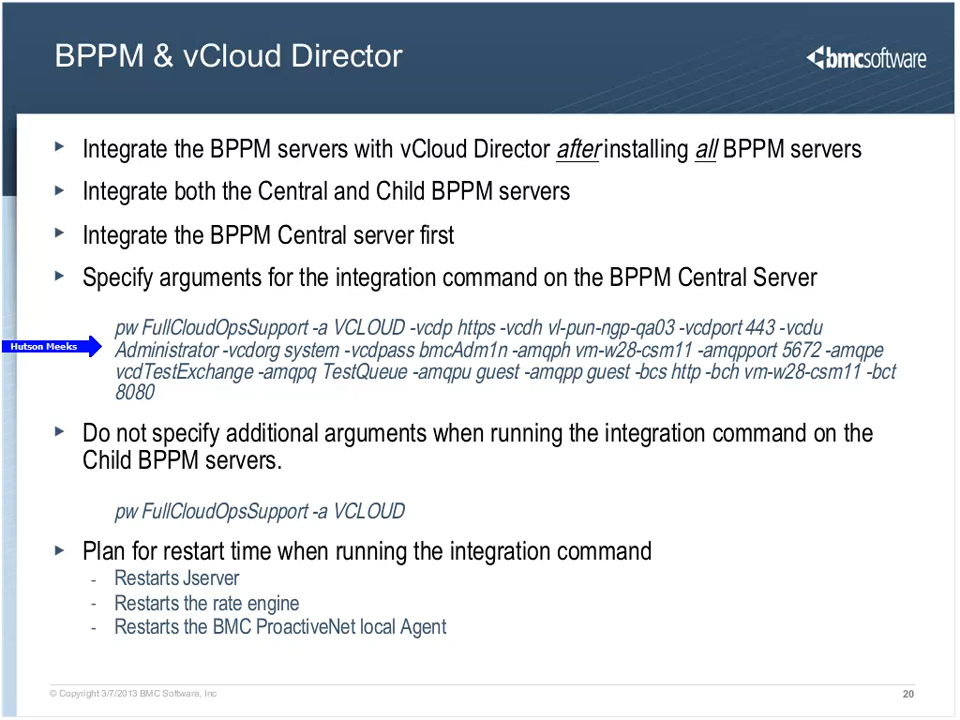 BPPM & vCloud Director
bmcsoftware
Integrate the BPPM servers with vCloud Director after installing all BPPM servers
Integrate both the Central and Child BPPM servers
Integrate the BPPM Central server first
Specify arguments for the integration command on the BPPM Central Server
pw FullCloudOpsSupport -a VCLOUD -vcdp https -vcdh vl-pun-ngp-qa03 -vcdport 443 -vcdu
Hutson Meeks
Administrator -vcdorg system -vcdpass bmcAdm1n -amqph vm-w28-csm11 -amqpport 5672 -amqpe
vcdTestExchange -amqpq TestQueue -amqpu guest -amqpp guest -bcs http -bch vm-w28-csm11 -bct
8080
Do not specify additional arguments when running the integration command on the
Child BPPM servers.
pw FullCloudOpsSupport -a VCLOUD
Plan for restart time when running the integration command
- Restarts Jserver
- Restarts the rate engine
- Restarts the BMC ProactiveNet local Agent
© Copyright 3/7/2013 BMC Software, Inc
20